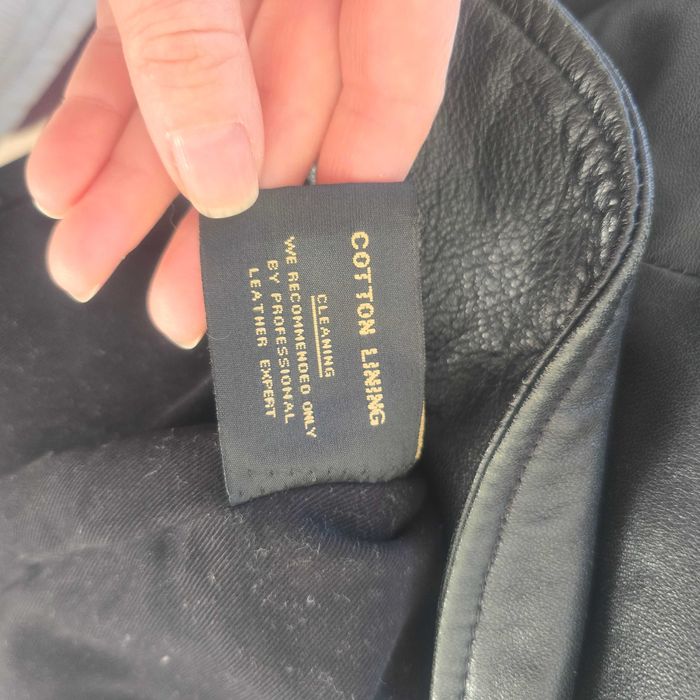 COTTON LINING
CLEANING
WE RECOMMENDED ONLY
BY PROFESSIONAL
LEATHER EXPERT